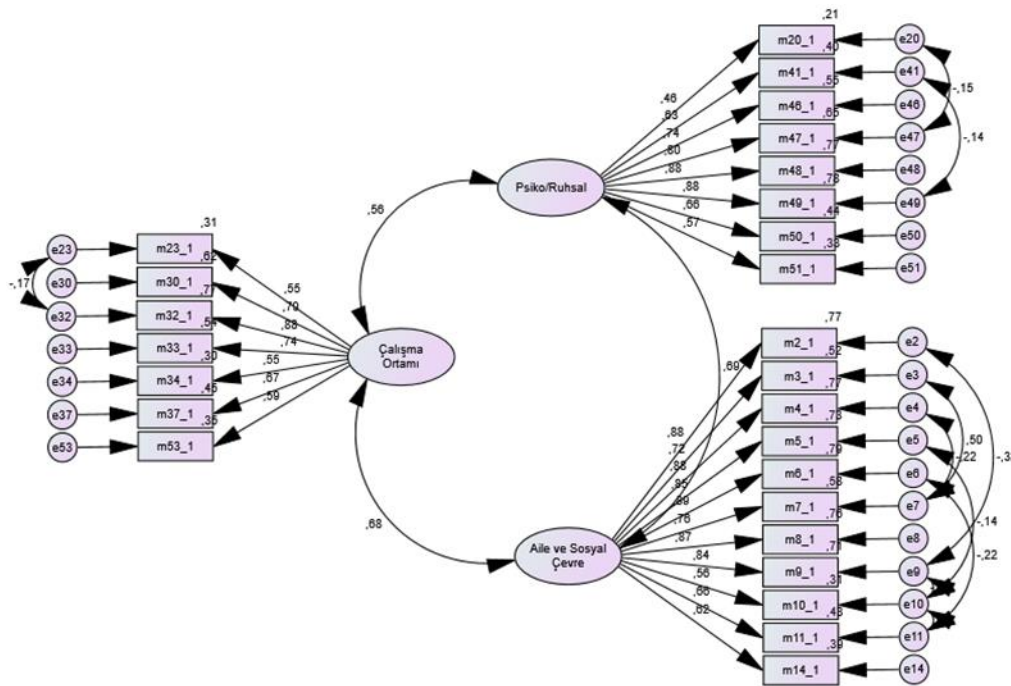 ,21
m20_1
e20
,40
m41_1
e41
,55
m46_1
e46
,65
m47_1
e47
,77
m48_1
e48
,78
m49_1
e49
,44
m50_1
e50
,33
m51_1
e51
-,15
-,14
,46
,63
,74
,80
,88
,88
,66
,57
Psiko/Ruhsal
,56
,31
e23
m23_1
,62
e30
m30_1
,77
e32
m32_1
,54
e33
m33_1
,30
e34
m34_1
,45
e37
m37_1
,35
e53
m53_1
-,17
,55
,79
,88
,74
,55
,67
,59
Çalışma
Ortamı
,69
,68
,77
m2_1
e2
,52
m3_1
e3
,77
m4_1
e4
,73
m5_1
e5
,79
m6_1
e6
,58
m7_1
e7
,76
m8_1
e8
,71
m9_1
e9
,31
m10_1
e10
,43
m11_1
e11
,39
m14_1
e14
,50
-,22
-,3
-,14
-,22
,88
,72
,88
,85
,89
,76
,87
,84
,56
,66
,62
Aile ve Sosyal
Çevre